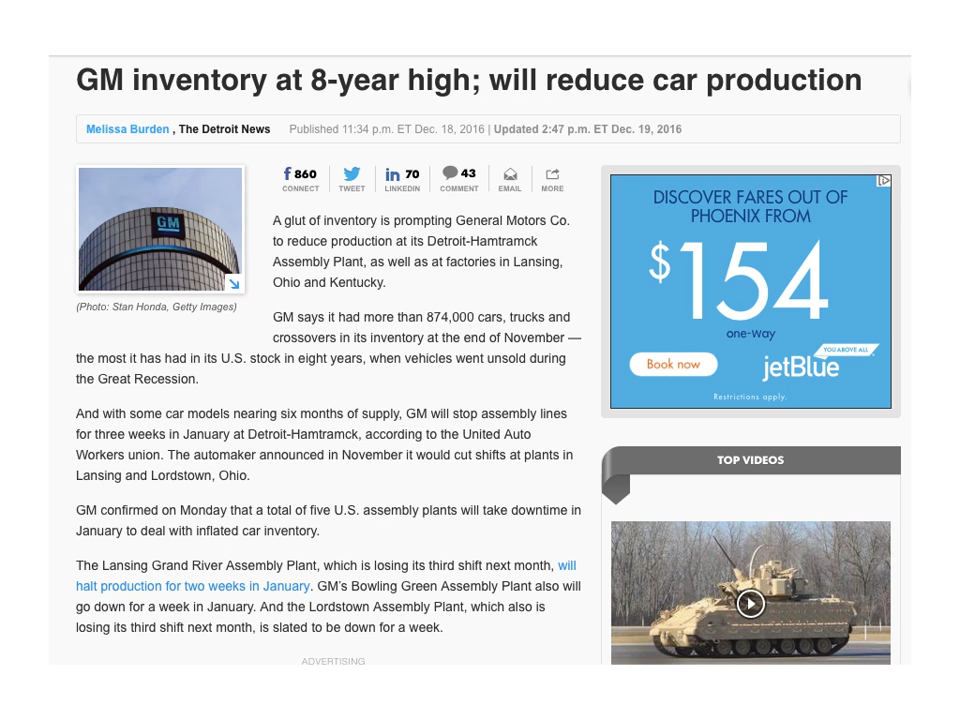 GM inventory at 8-year high; will reduce car production
Melissa Burden , The Detroit News Published 11:34 p.m. ET Dec. 18, 2016 | Updated 2:47 p.m. ET Dec. 19, 2016
GM
(Photo: Stan Honda, Getty Images)
860
CONNECT
TWEET
in 70
LINKEDIN
43
COMMENT
EMAIL
MORE
A glut of inventory is prompting General Motors Co.
to reduce production at its Detroit-Hamtramck
Assembly Plant, as well as at factories in Lansing,
Ohio and Kentucky.
GM says it had more than 874,000 cars, trucks and
crossovers in its inventory at the end of November —
the most it has had in its U.S. stock in eight years, when vehicles went unsold during
the Great Recession.
And with some car models nearing six months of supply, GM will stop assembly lines
for three weeks in January at Detroit-Hamtramck, according to the United Auto
Workers union. The automaker announced in November it would cut shifts at plants in
Lansing and Lordstown, Ohio.
GM confirmed on Monday that a total of five U.S. assembly plants will take downtime in
January to deal with inflated car inventory.
The Lansing Grand River Assembly Plant, which is losing its third shift next month, will
halt production for two weeks in January. GM's Bowling Green Assembly Plant also will
go down for a week in January. And the Lordstown Assembly Plant, which also is
losing its third shift next month, is slated to be down for a week.
ADVERTISING
DISCOVER FARES OUT OF
PHOENIX FROM
$154
one-way
Book now
YOU ABOVE ALL
jetBlue
Restrictions apply.
TOP VIDEOS